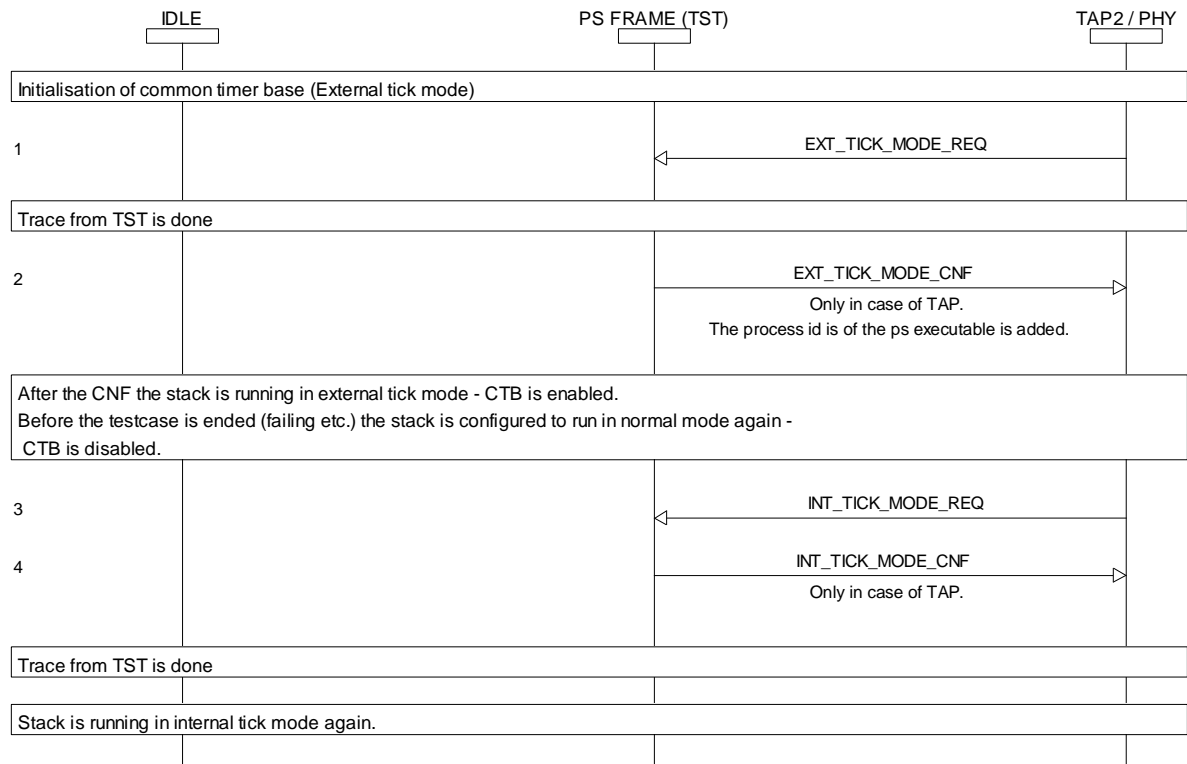 IDLE
PS FRAME (TST)
TAP2 / PHY
Initialisation of common timer base (External tick mode)
1
EXT_TICK_MODE_REQ
Trace from TST is done
2
EXT_TICK_MODE_CNF
Only in case of TAP.
The process id is of the ps executable is added.
After the CNF the stack is running in external tick mode - CTB is enabled.
Before the testcase is ended (failing etc.) the stack is configured to run in normal mode again -
CTB is disabled.
3
INT_TICK_MODE_REQ
4
INT_TICK_MODE_CNF
Only in case of TAP.
Trace from TST is done
Stack is running in internal tick mode again.